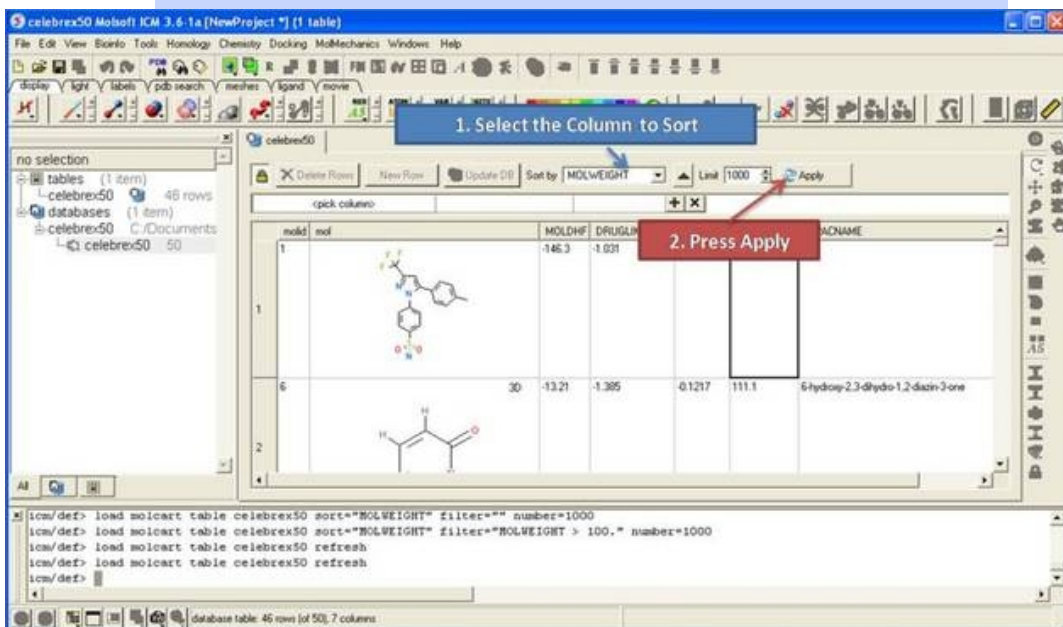 celebrex50 Molsoft ICM 3.6-1a [NewProject *] (1 table)
File Edit View Bioinfo Tools Homology Chemistry Docking MolMechanics Windows Help
display light labels pdb search meshes ligand movie
1. Select the Column to Sort
celebrex50
no selection
Delete Rows New Row Update DB Sort by MOLWEIGHT Limit 1000 Apply
tables (1 item)
celebrex50 46 rows
<pick column>
databases (1 item)
celebrex50 C:/Documents
celebrex50 50
2. Press Apply
molid mol MOLDHF
1 -146.3 -1.031
1
6 3D -13.21 -1.385 -0.1217 111.1 6-hydroxy-2,3-dihydro-1,2-diazin-3-one
2
All
icm/def> load molcart table celebrex50 sort="MOLWEIGHT" filter="" number=1000
icm/def> load molcart table celebrex50 sort="MOLWEIGHT" filter="MOLWEIGHT > 100." number=1000
icm/def> load molcart table celebrex50 refresh
icm/def> load molcart table celebrex50 refresh
icm/def>
database table: 46 rows (of 50), 7 columns